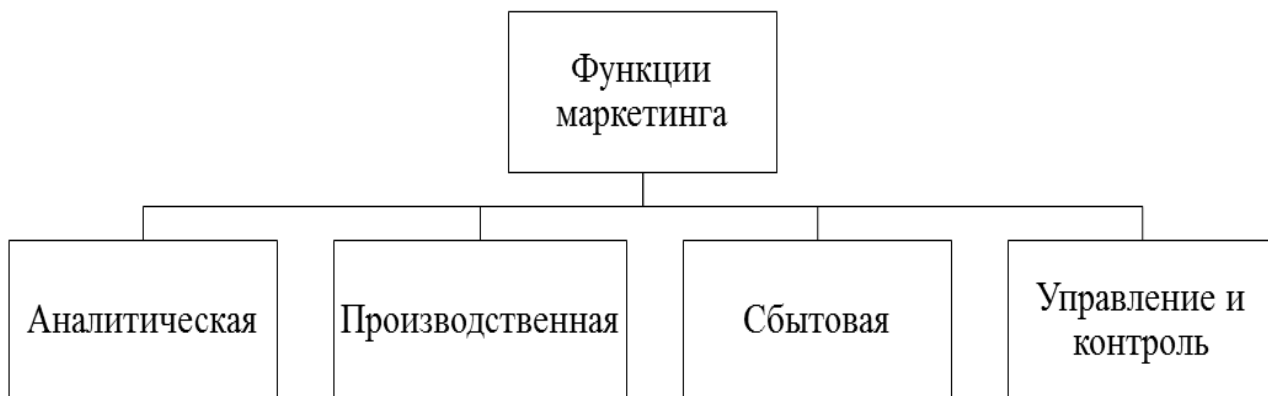 Функции
маркетинга
Аналитическая
Производственная
Сбытовая
Управление и
контроль